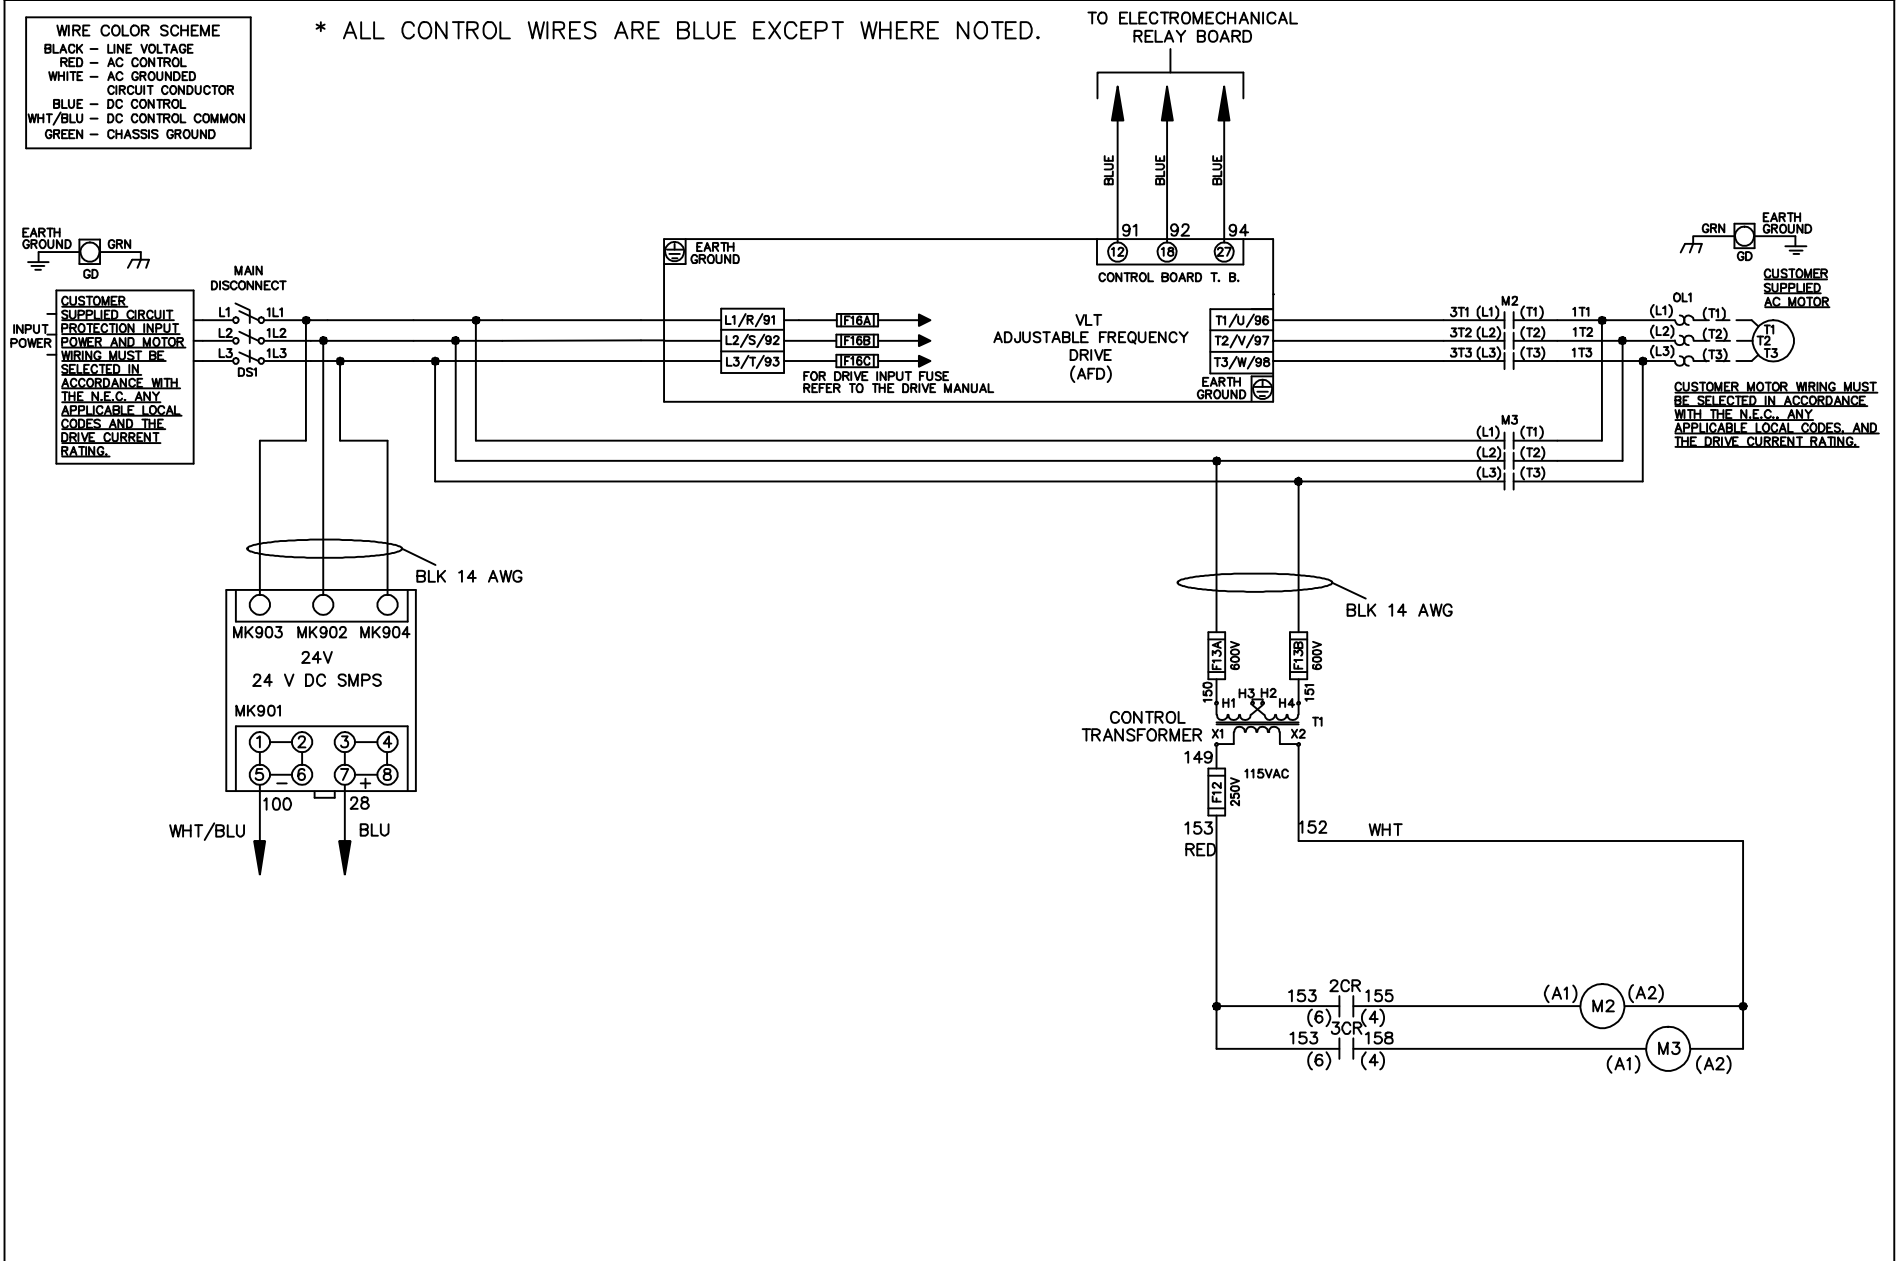 WIRE COLOR SCHEME
BLACK – LINE VOLTAGE
RED – AC CONTROL
WHITE – AC GROUNDED
CIRCUIT CONDUCTOR
BLUE – DC CONTROL
WHT/BLU – DC CONTROL COMMON
GREEN – CHASSIS GROUND
* ALL CONTROL WIRES ARE BLUE EXCEPT WHERE NOTED.
TO ELECTROMECHANICAL
RELAY BOARD
BLUE
BLUE
BLUE
91 92 94
12 18 27
CONTROL BOARD T. B.
EARTH
GROUND
GRN
GD
MAIN
DISCONNECT
INPUT
POWER
CUSTOMER
SUPPLIED CIRCUIT
PROTECTION INPUT
POWER AND MOTOR
WIRING MUST BE
SELECTED IN
ACCORDANCE WITH
THE N.E.C. ANY
APPLICABLE LOCAL
CODES AND THE
DRIVE CURRENT
RATING.
L1 1L1
L2 1L2
L3 1L3
DS1
EARTH
GROUND
L1/R/91
L2/S/92
L3/T/93
IF16A
IF16B
IF16C
FOR DRIVE INPUT FUSE
REFER TO THE DRIVE MANUAL
VLT
ADJUSTABLE FREQUENCY
DRIVE
(AFD)
T1/U/96
T2/V/97
T3/W/98
EARTH
GROUND
M2
3T1 (L1) (T1) 1T1
3T2 (L2) (T2) 1T2
3T3 (L3) (T3) 1T3
OL1
(L1) (T1)
(L2) (T2)
(L3) (T3)
T1
T2
T3
GRN
EARTH
GROUND
GD
CUSTOMER
SUPPLIED
AC MOTOR
CUSTOMER MOTOR WIRING MUST
BE SELECTED IN ACCORDANCE
WITH THE N.E.C., ANY
APPLICABLE LOCAL CODES, AND
THE DRIVE CURRENT RATING.
M3
(L1) (T1)
(L2) (T2)
(L3) (T3)
BLK 14 AWG
MK903 MK902 MK904
24V
24 V DC SMPS
MK901
1 2 3 4
5 – 6 7 + 8
100 28
WHT/BLU BLU
BLK 14 AWG
F13A
600V
F13B
600V
150
151
H1 H3 H2 H4
T1
CONTROL
TRANSFORMER
X1 X2
149
115VAC
F12
250V
153
RED
152 WHT
2CR
153 155
(6) (4)
(A1) M2 (A2)
3CR
153 158
(6) (4)
(A1) M3 (A2)